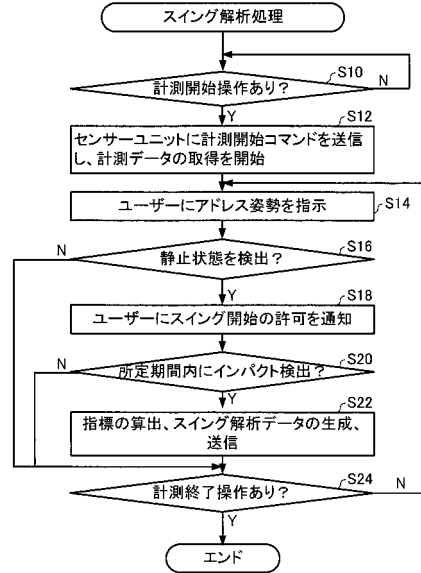 スイング解析処理
S10
計測開始操作あり?
N
Y
S12
センサーユニットに計測開始コマンドを送信
し、計測データの取得を開始
ユーザーにアドレス姿勢を指示
S14
S16
N
静止状態を検出?
Y
S18
ユーザーにスイング開始の許可を通知
S20
N
所定期間内にインパクト検出?
Y
S22
指標の算出、スイング解析データの生成、
送信
S24
計測終了操作あり?
N
Y
エンド